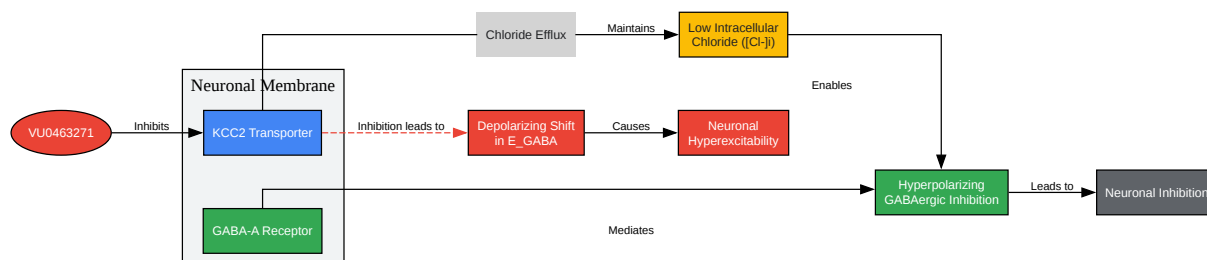 Chloride Efflux
Maintains
Low Intracellular
Chloride ([Cl-]i)
Neuronal Membrane
Enables
VU0463271
Inhibits
KCC2 Transporter
Inhibition leads to
Depolarizing Shift
in E_GABA
Causes
Neuronal
Hyperexcitability
Hyperpolarizing
GABAergic Inhibition
Leads to
Neuronal Inhibition
GABA-A Receptor
Mediates